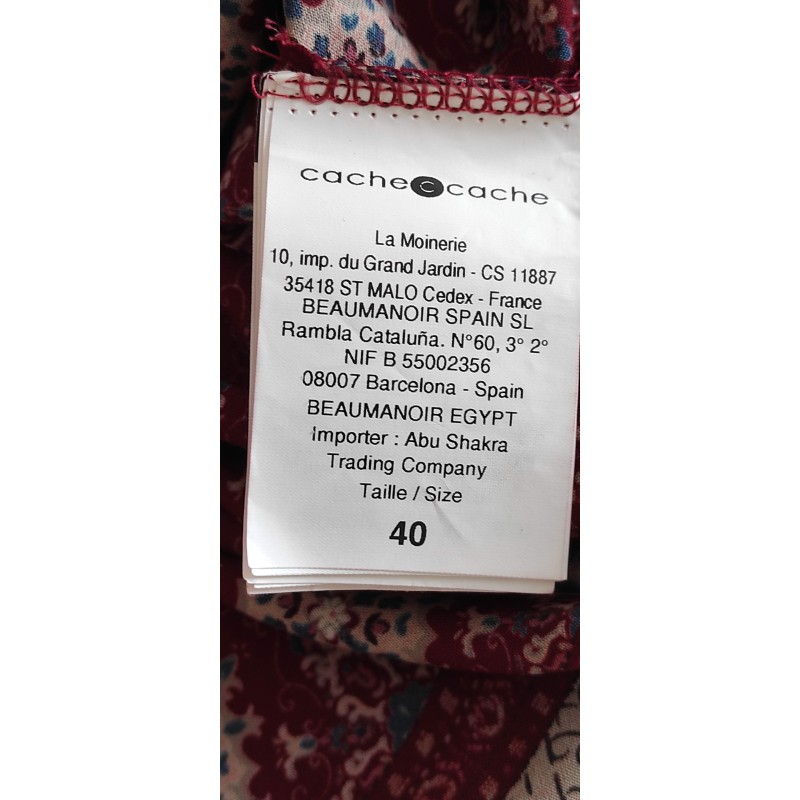 cache c cache
La Moinerie
10, imp. du Grand Jardin - CS 11887
35418 ST MALO Cedex - France
BEAUMANOIR SPAIN SL
Rambla Cataluña. N°60, 3° 2°
NIF B 55002356
08007 Barcelona - Spain
BEAUMANOIR EGYPT
Importer : Abu Shakra
Trading Company
Taille / Size
40